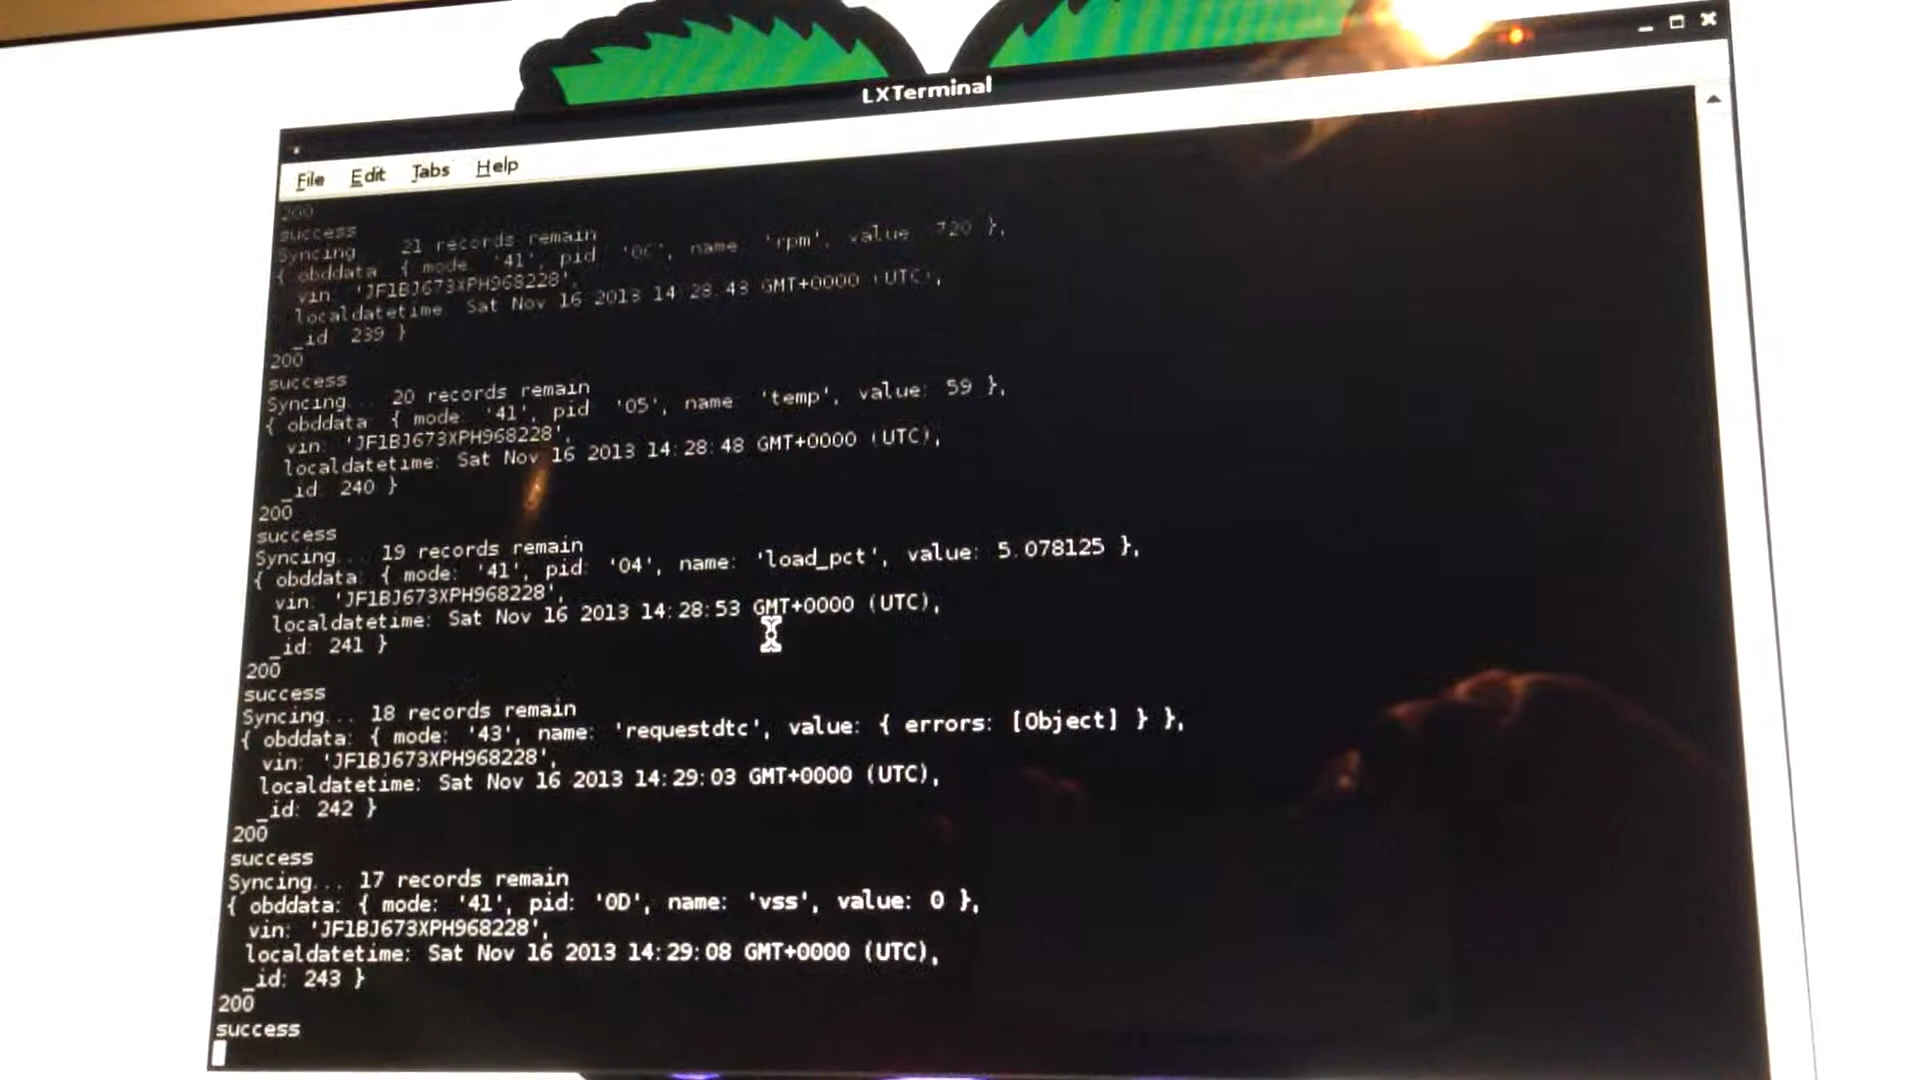 LXTerminal
File Edit Tabs Help
200
success
Syncing... 21 records remain
{ obddata: { mode: '41', pid: '0C', name: 'rpm', value: 720 },
vin: 'JF1BJ673XPH968228',
localdatetime: Sat Nov 16 2013 14:28:43 GMT+0000 (UTC),
_id: 239 }
200
success
Syncing... 20 records remain
{ obddata: { mode: '41', pid: '05', name: 'temp', value: 59 },
vin: 'JF1BJ673XPH968228',
localdatetime: Sat Nov 16 2013 14:28:48 GMT+0000 (UTC),
_id: 240 }
200
success
Syncing... 19 records remain
{ obddata: { mode: '41', pid: '04', name: 'load_pct', value: 5.078125 },
vin: 'JF1BJ673XPH968228',
localdatetime: Sat Nov 16 2013 14:28:53 GMT+0000 (UTC),
_id: 241 }
200
success
Syncing... 18 records remain
{ obddata: { mode: '43', name: 'requestdtc', value: { errors: [Object] } },
vin: 'JF1BJ673XPH968228',
localdatetime: Sat Nov 16 2013 14:29:03 GMT+0000 (UTC),
_id: 242 }
200
success
Syncing... 17 records remain
{ obddata: { mode: '41', pid: '0D', name: 'vss', value: 0 },
vin: 'JF1BJ673XPH968228',
localdatetime: Sat Nov 16 2013 14:29:08 GMT+0000 (UTC),
_id: 243 }
200
success